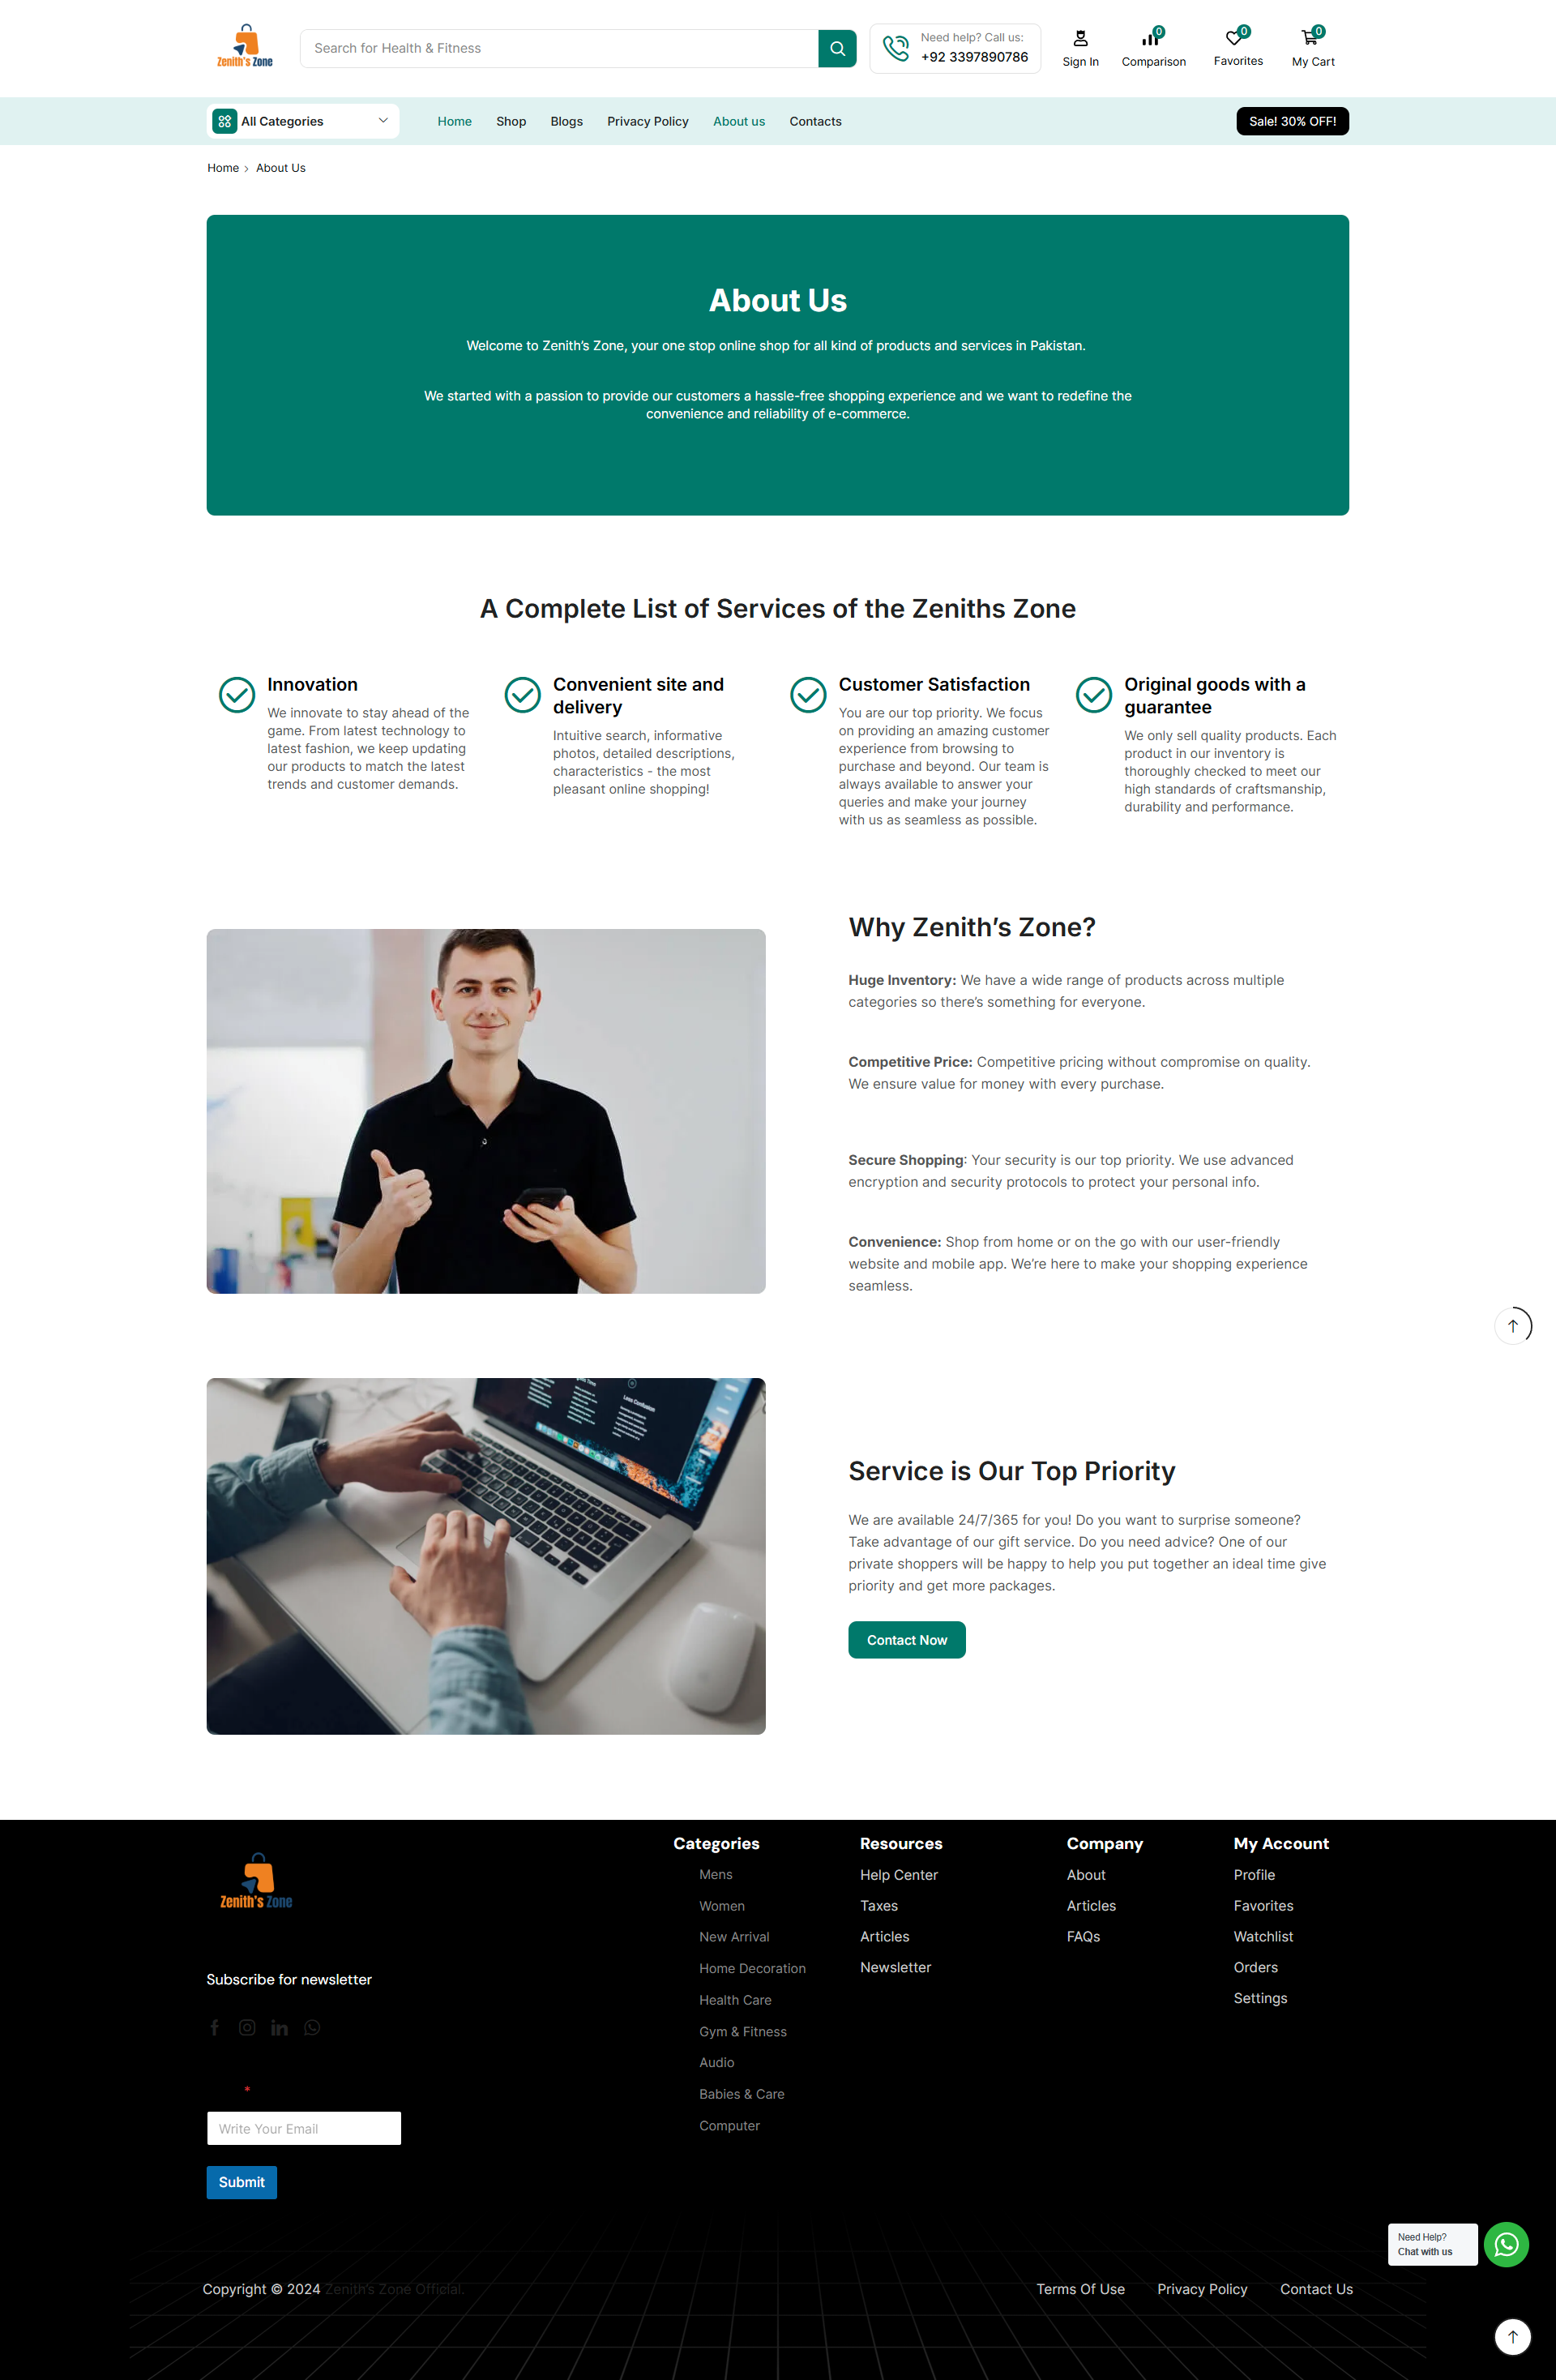 Zenith's Zone
Search for Health & Fitness
Need help? Call us:
+92 3397890786
Sign In
0
Comparison
0
Favorites
0
My Cart
All Categories
Home
Shop
Blogs
Privacy Policy
About us
Contacts
Sale! 30% OFF!
Home
About Us
About Us
Welcome to Zenith’s Zone, your one stop online shop for all kind of products and services in Pakistan.
We started with a passion to provide our customers a hassle-free shopping experience and we want to redefine the
convenience and reliability of e-commerce.
A Complete List of Services of the Zeniths Zone
Innovation
We innovate to stay ahead of the
game. From latest technology to
latest fashion, we keep updating
our products to match the latest
trends and customer demands.
Convenient site and
delivery
Intuitive search, informative
photos, detailed descriptions,
characteristics - the most
pleasant online shopping!
Customer Satisfaction
You are our top priority. We focus
on providing an amazing customer
experience from browsing to
purchase and beyond. Our team is
always available to answer your
queries and make your journey
with us as seamless as possible.
Original goods with a
guarantee
We only sell quality products. Each
product in our inventory is
thoroughly checked to meet our
high standards of craftsmanship,
durability and performance.
Why Zenith’s Zone?
Huge Inventory: We have a wide range of products across multiple
categories so there’s something for everyone.
Competitive Price: Competitive pricing without compromise on quality.
We ensure value for money with every purchase.
Secure Shopping: Your security is our top priority. We use advanced
encryption and security protocols to protect your personal info.
Convenience: Shop from home or on the go with our user-friendly
website and mobile app. We’re here to make your shopping experience
seamless.
Less Confusion
Service is Our Top Priority
We are available 24/7/365 for you! Do you want to surprise someone?
Take advantage of our gift service. Do you need advice? One of our
private shoppers will be happy to help you put together an ideal time give
priority and get more packages.
Contact Now
Zenith's Zone
Subscribe for newsletter
*
Write Your Email
Submit
Categories
Mens
Women
New Arrival
Home Decoration
Health Care
Gym & Fitness
Audio
Babies & Care
Computer
Resources
Help Center
Taxes
Articles
Newsletter
Company
About
Articles
FAQs
My Account
Profile
Favorites
Watchlist
Orders
Settings
Need Help?
Chat with us
Copyright © 2024 Zenith’s Zone Official.
Terms Of Use
Privacy Policy
Contact Us